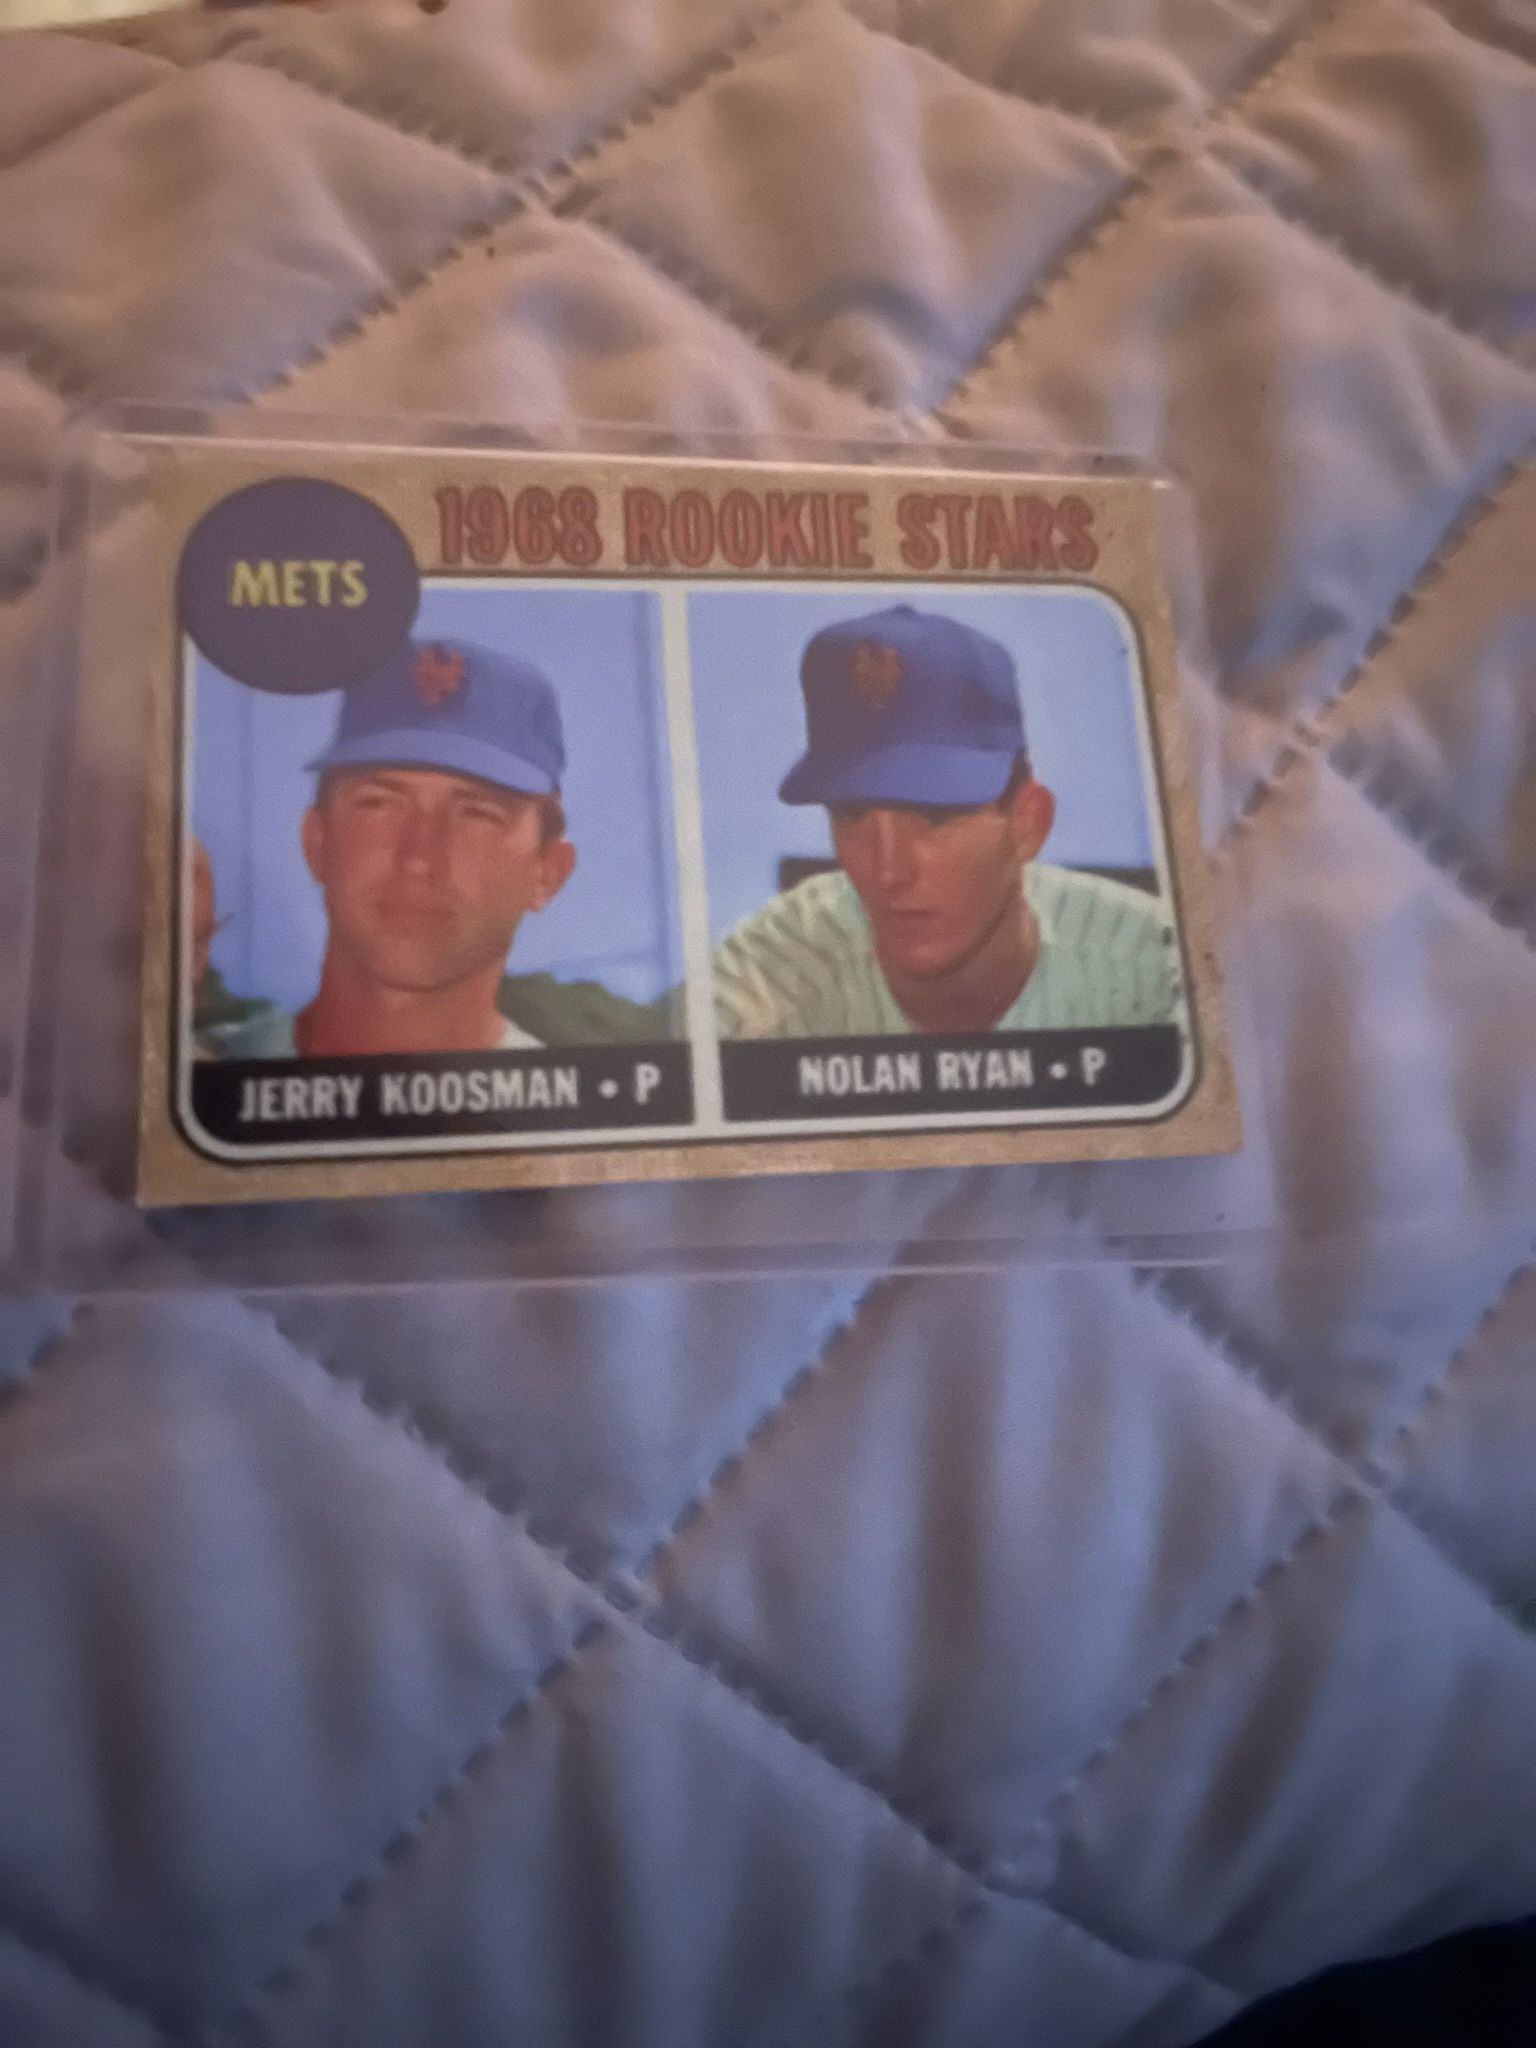 METS
1968 ROOKIE STARS
JERRY KOOSMAN • P
NOLAN RYAN • P